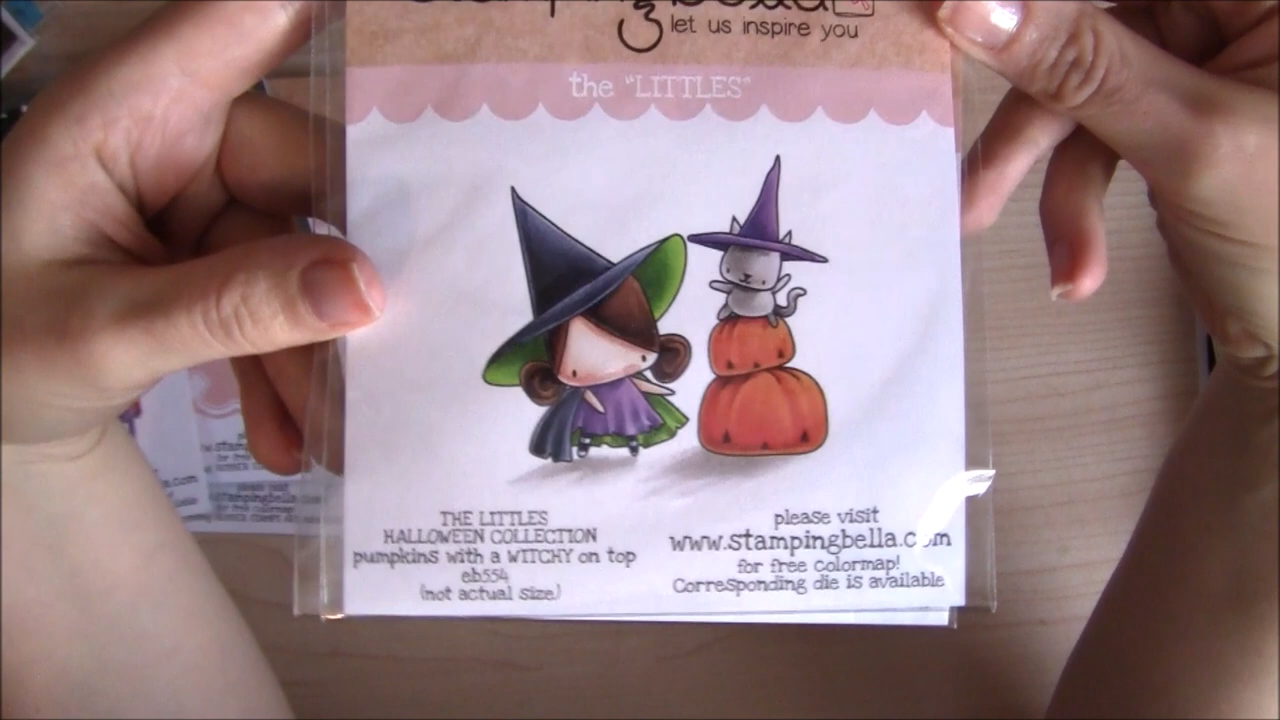 let us inspire you
the "LITTLES"
THE LITTLES
HALLOWEEN COLLECTION
pumpkins with a WITCHY on top
eb554
(not actual size)
please visit
www.stampingbella.com
for free colormap!
Corresponding die is available